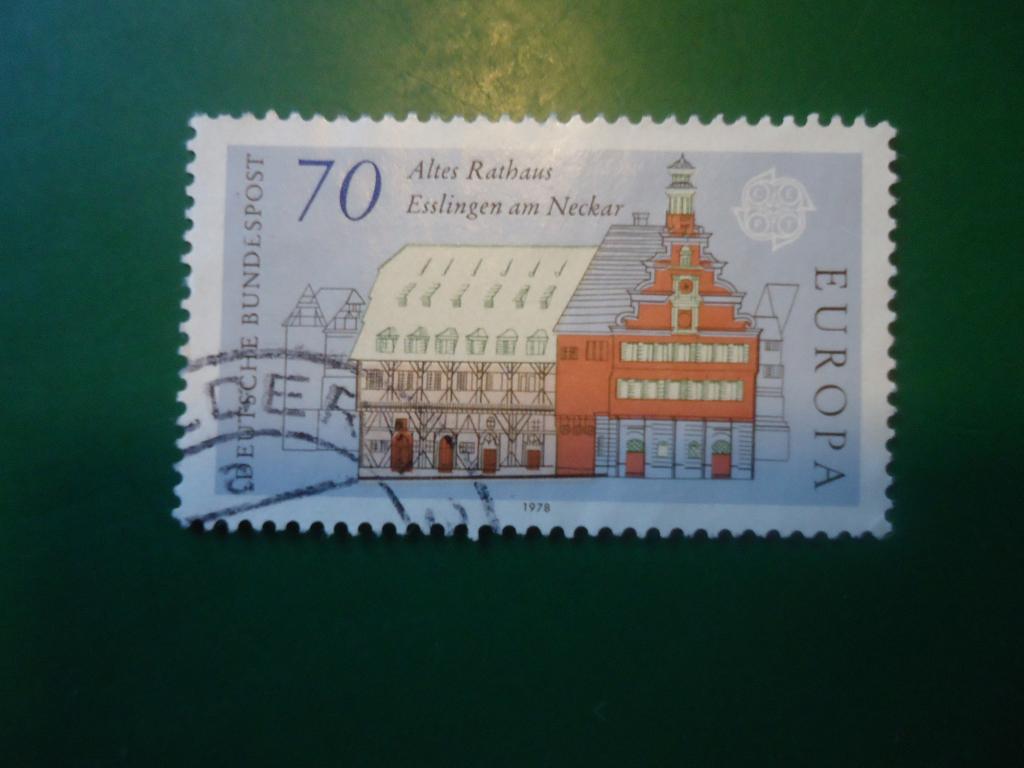 DEUTSCHE BUNDESPOST
70
Altes Rathaus
Esslingen am Neckar
EUROPA
1978